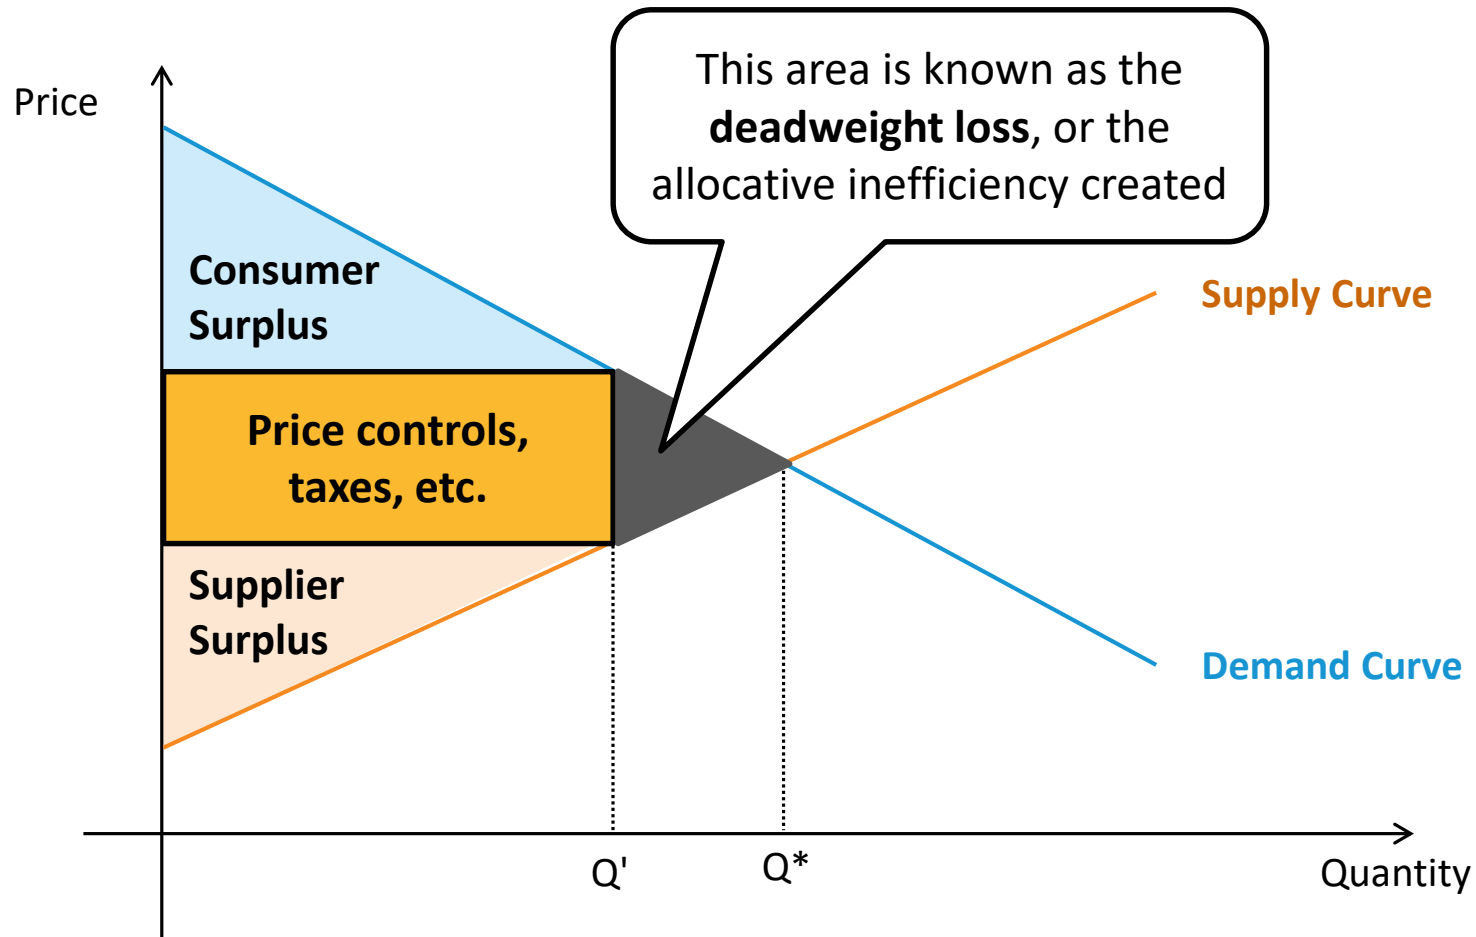 This area is known as the
deadweight loss, or the
allocative inefficiency created
Price
Consumer
Surplus
Supply Curve
Price controls,
taxes, etc.
Supplier
Surplus
Demand Curve
Q'
Q*
Quantity